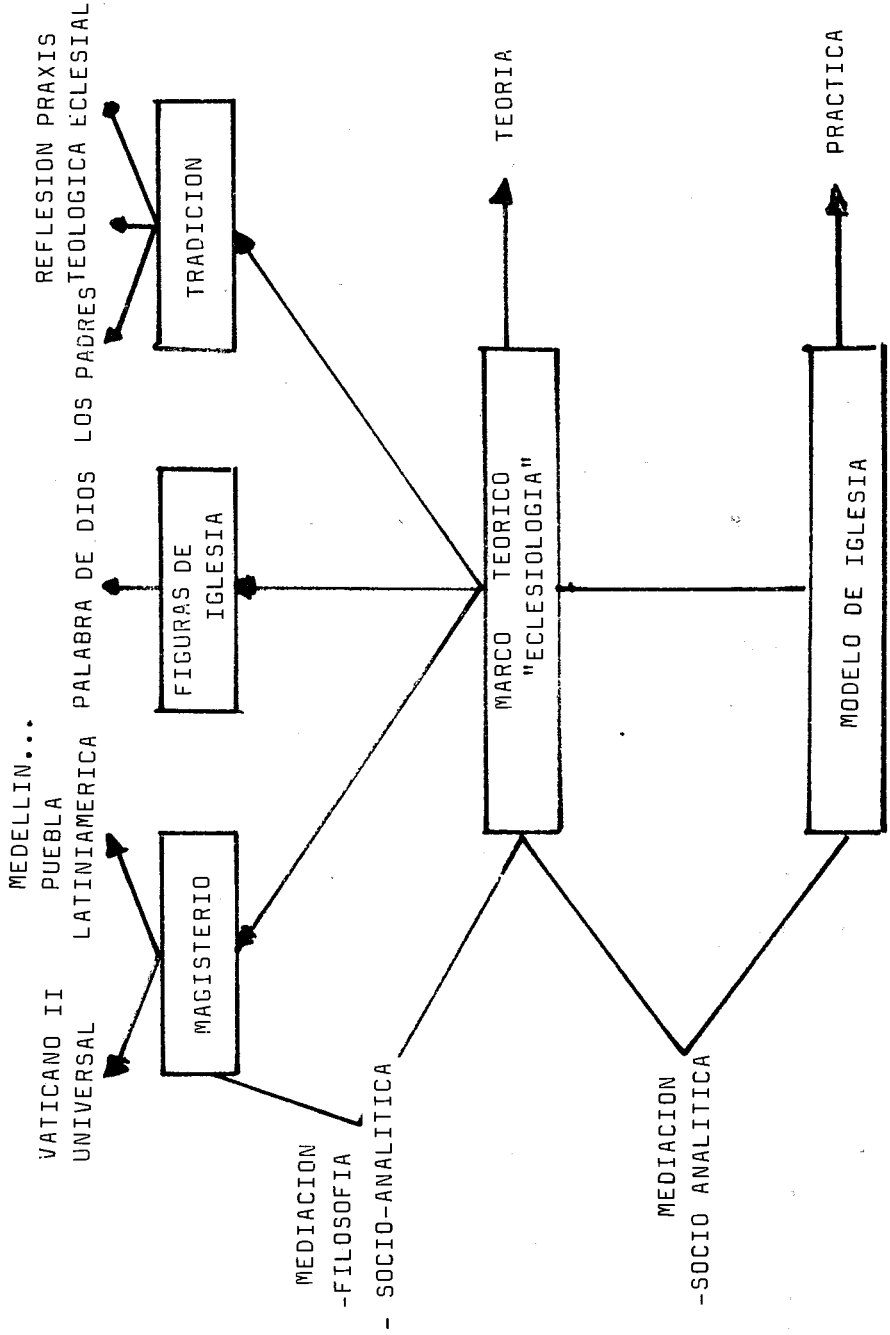 MEDELLIN...
VATICANO II
PUEBLA
REFLESION PRAXIS
UNIVERSAL
LATINIAMERICA
PALABRA DE DIOS
LOS PADRES
TEOLOGICA ECLESIAL
MAGISTERIO
FIGURAS DE
IGLESIA
TRADICION
MEDIACION
-FILOSOFIA
- SOCIO-ANALITICA
MARCO TEORICO
"ECLESIOLOGIA"
TEORIA
MEDIACION
-SOCIO ANALITICA
MODELO DE IGLESIA
PRACTICA